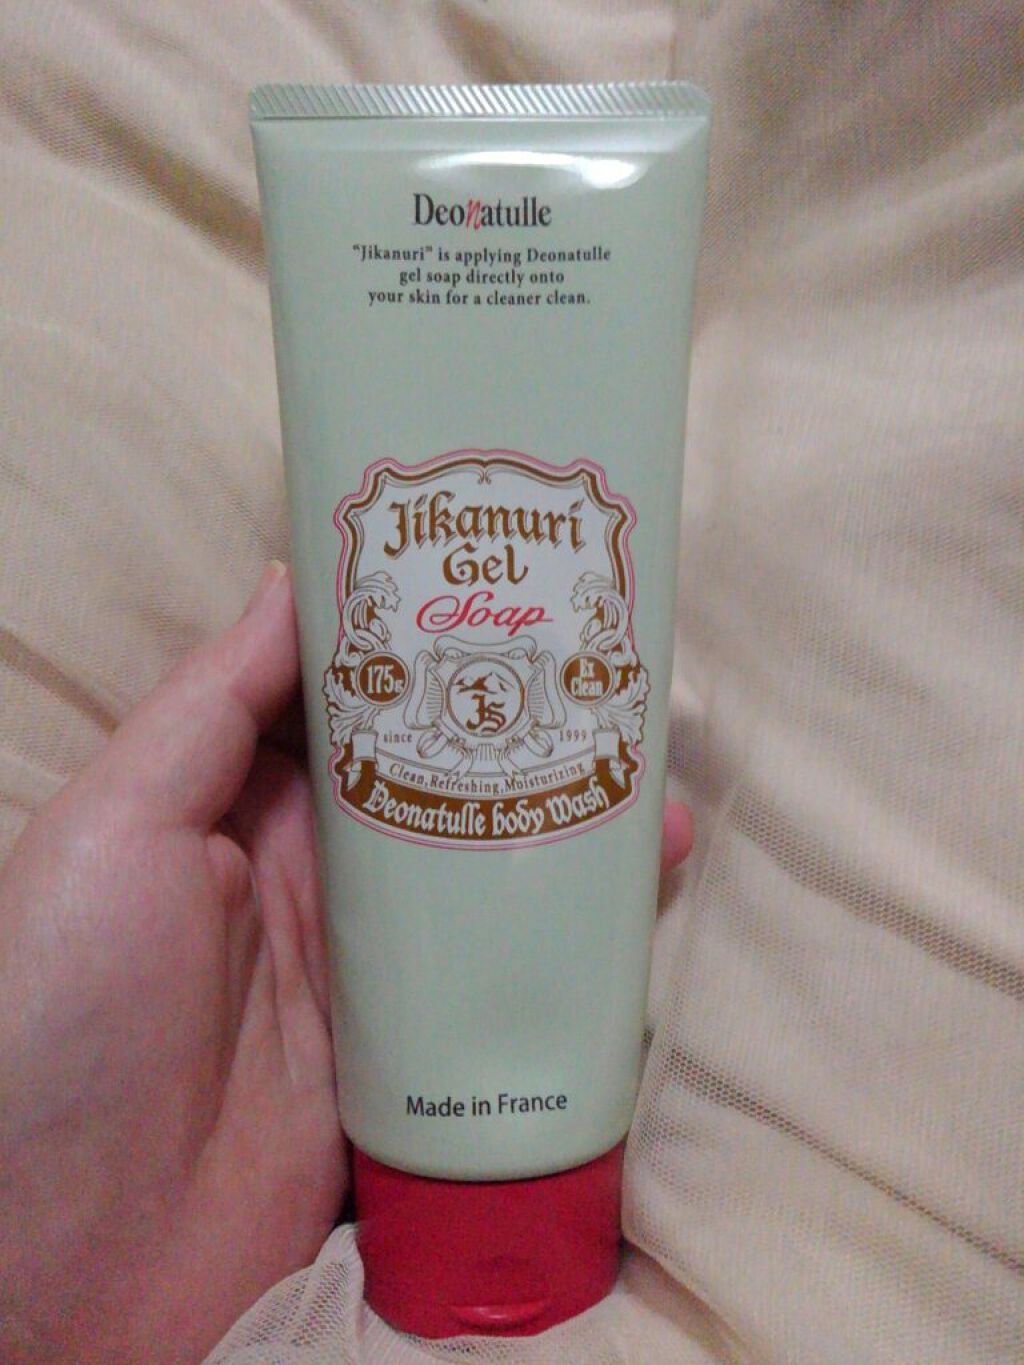 Deonatulle
"Jikanuri" is applying Deonatulle
gel soap directly onto
your skin for a cleaner clean.
Jikanuri
Gel
Soap
175g
Ex
Clean
JS
since
1999
Clean, Refreshing, Moisturizing
Deonatulle body Wash
Made in France